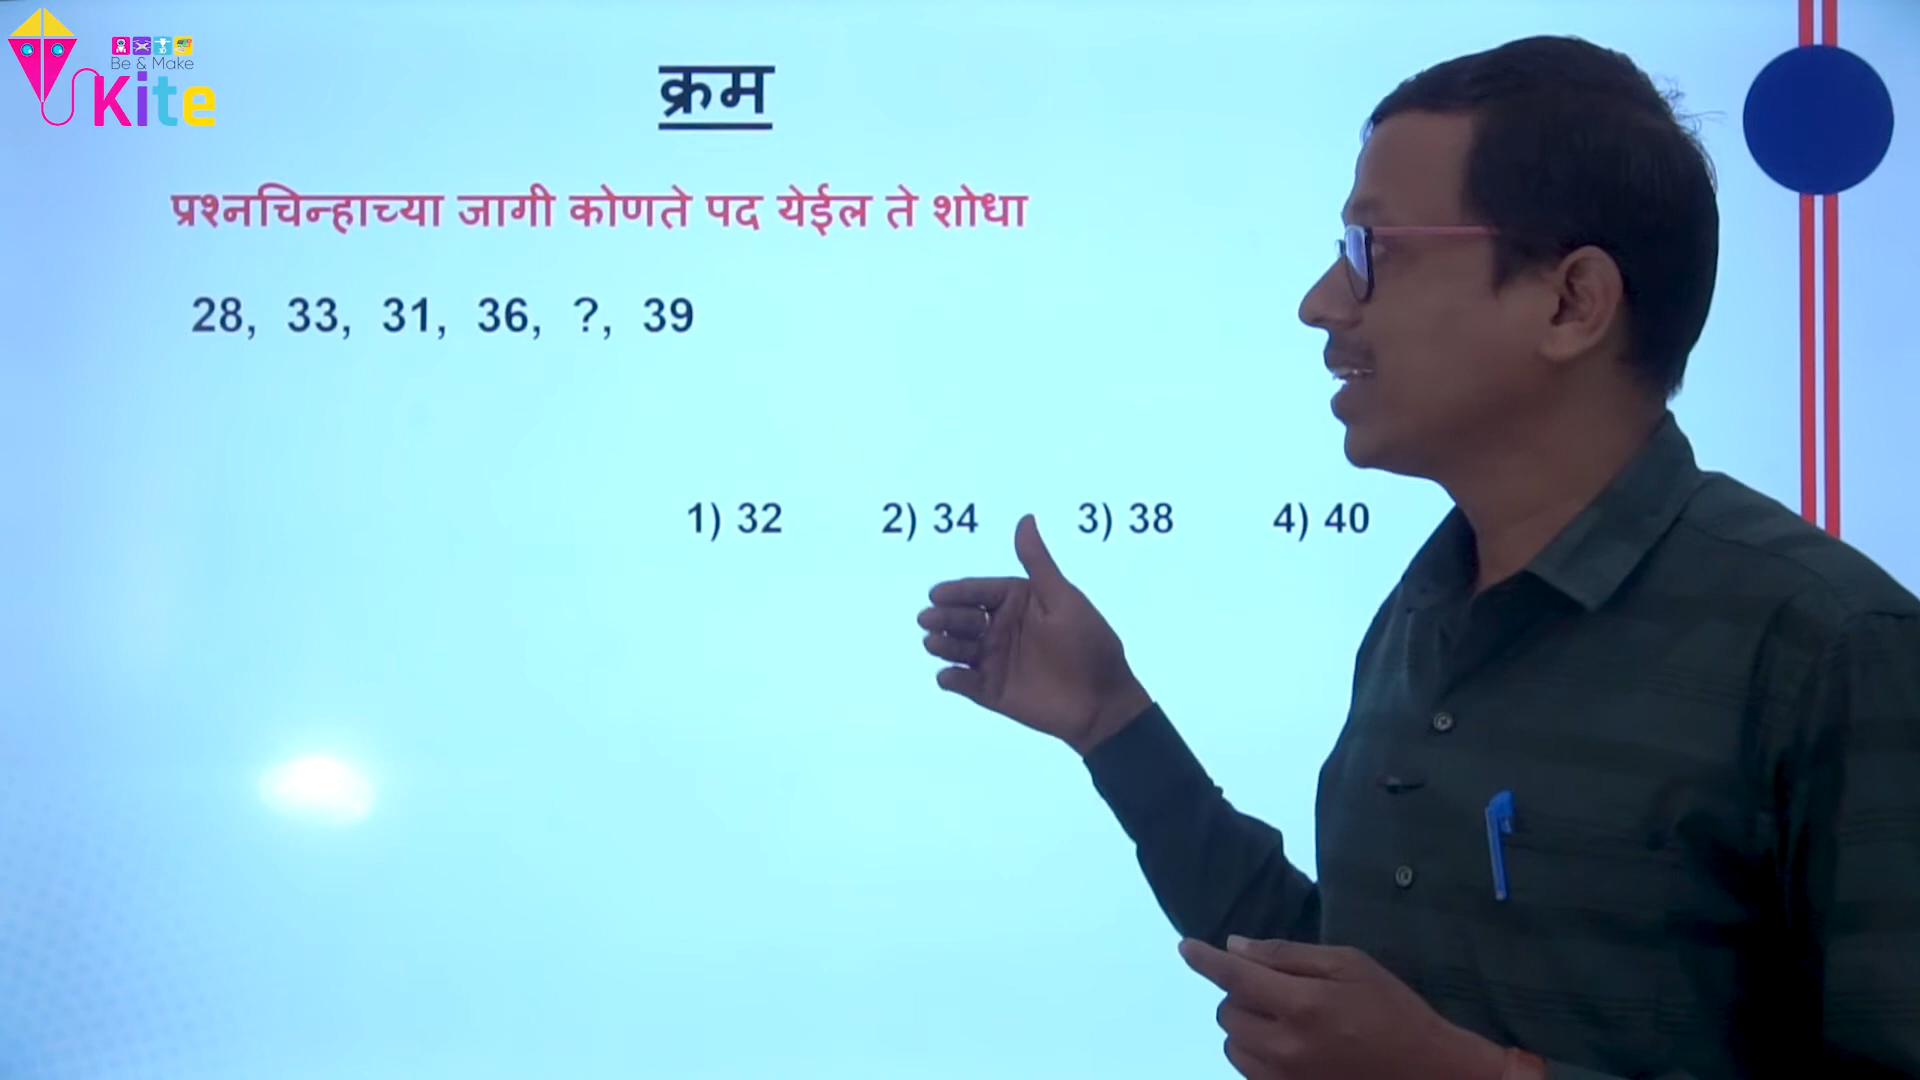 Be & Make
Kite
क्रम
प्रश्नचिन्हाच्या जागी कोणते पद येईल ते शोधा
28, 33, 31, 36, ?, 39
1) 32 2) 34 3) 38 4) 40